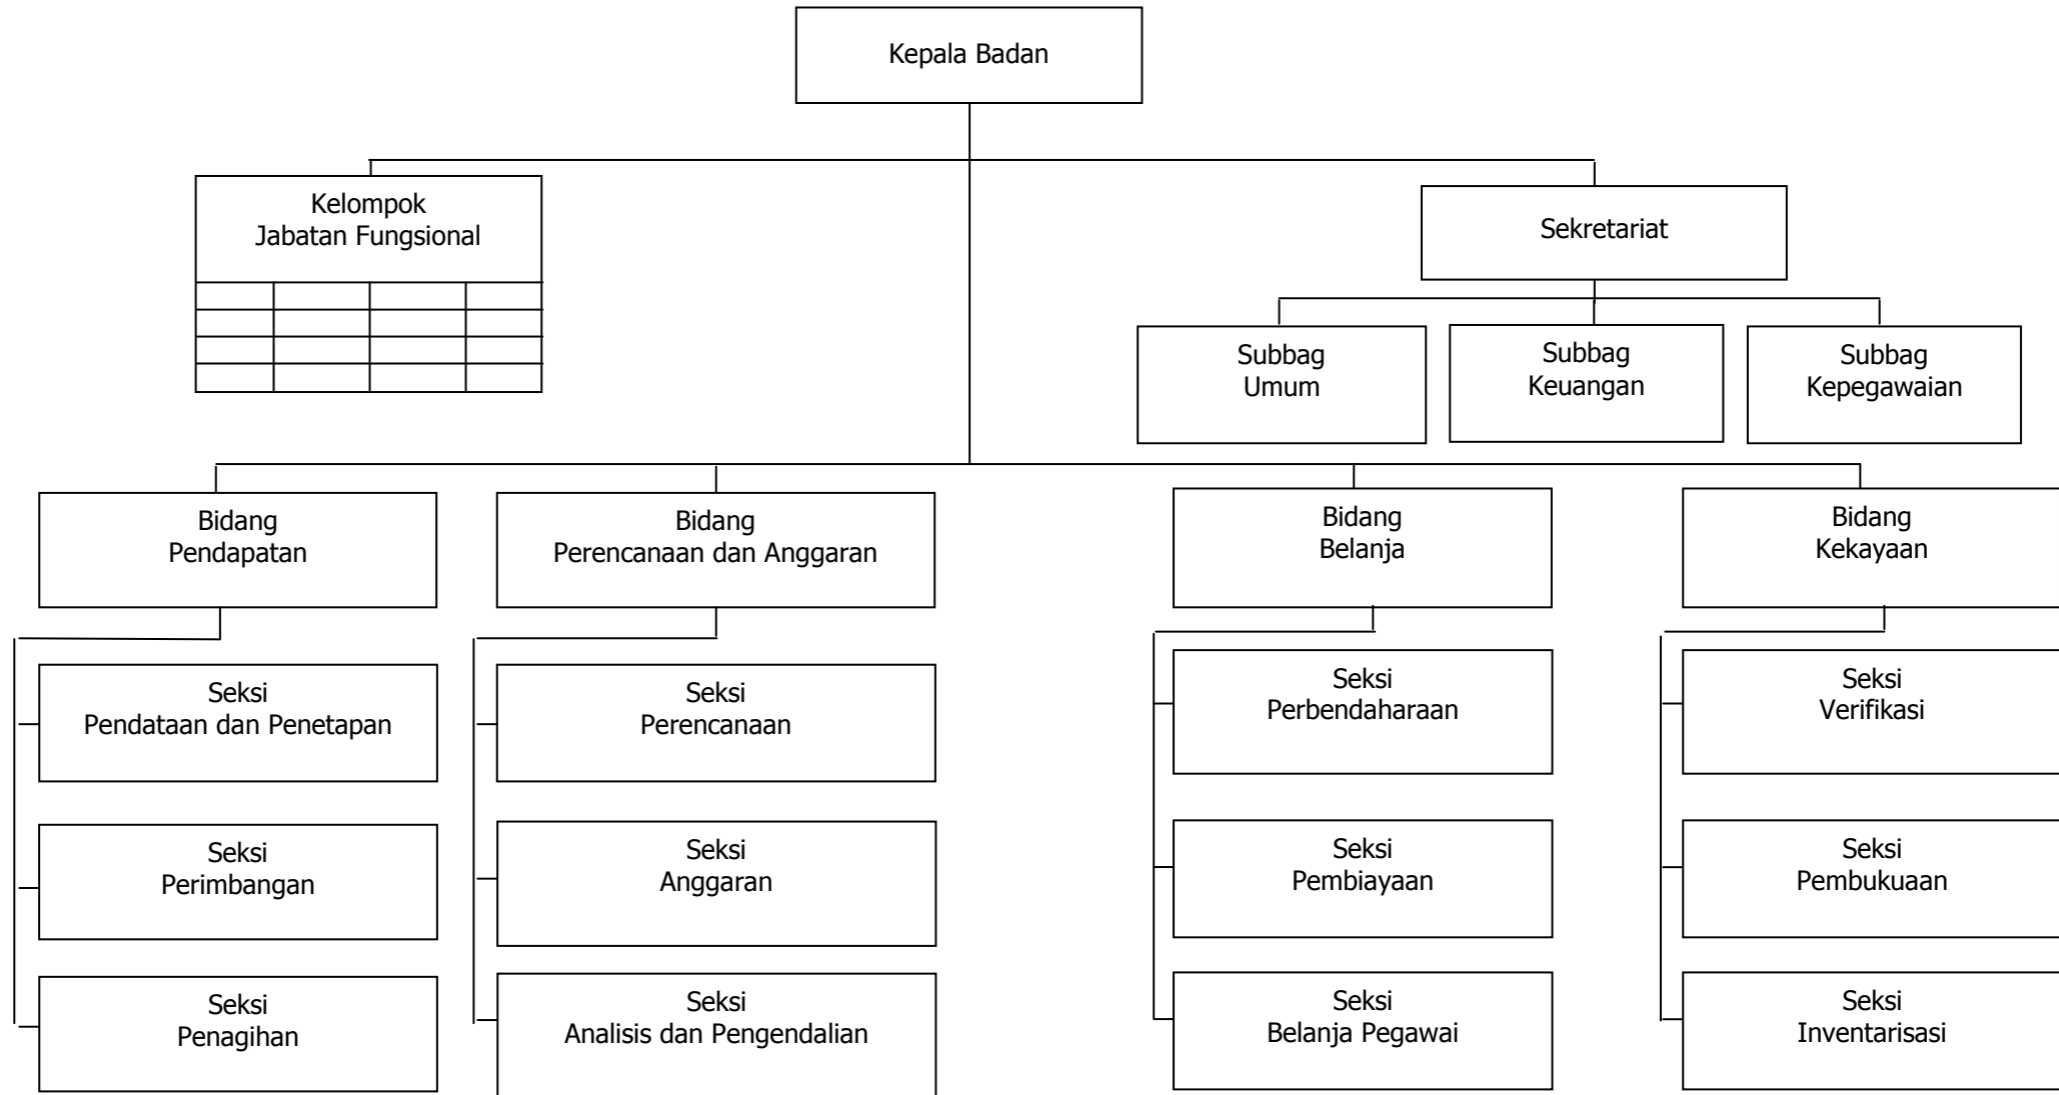 Kepala Badan
Kelompok
Jabatan Fungsional
Sekretariat
Subbag
Umum
Subbag
Keuangan
Subbag
Kepegawaian
Bidang
Pendapatan
Bidang
Perencanaan dan Anggaran
Bidang
Belanja
Bidang
Kekayaan
Seksi
Pendataan dan Penetapan
Seksi
Perencanaan
Seksi
Perbendaharaan
Seksi
Verifikasi
Seksi
Perimbangan
Seksi
Anggaran
Seksi
Pembiayaan
Seksi
Pembukuaan
Seksi
Penagihan
Seksi
Analisis dan Pengendalian
Seksi
Belanja Pegawai
Seksi
Inventarisasi